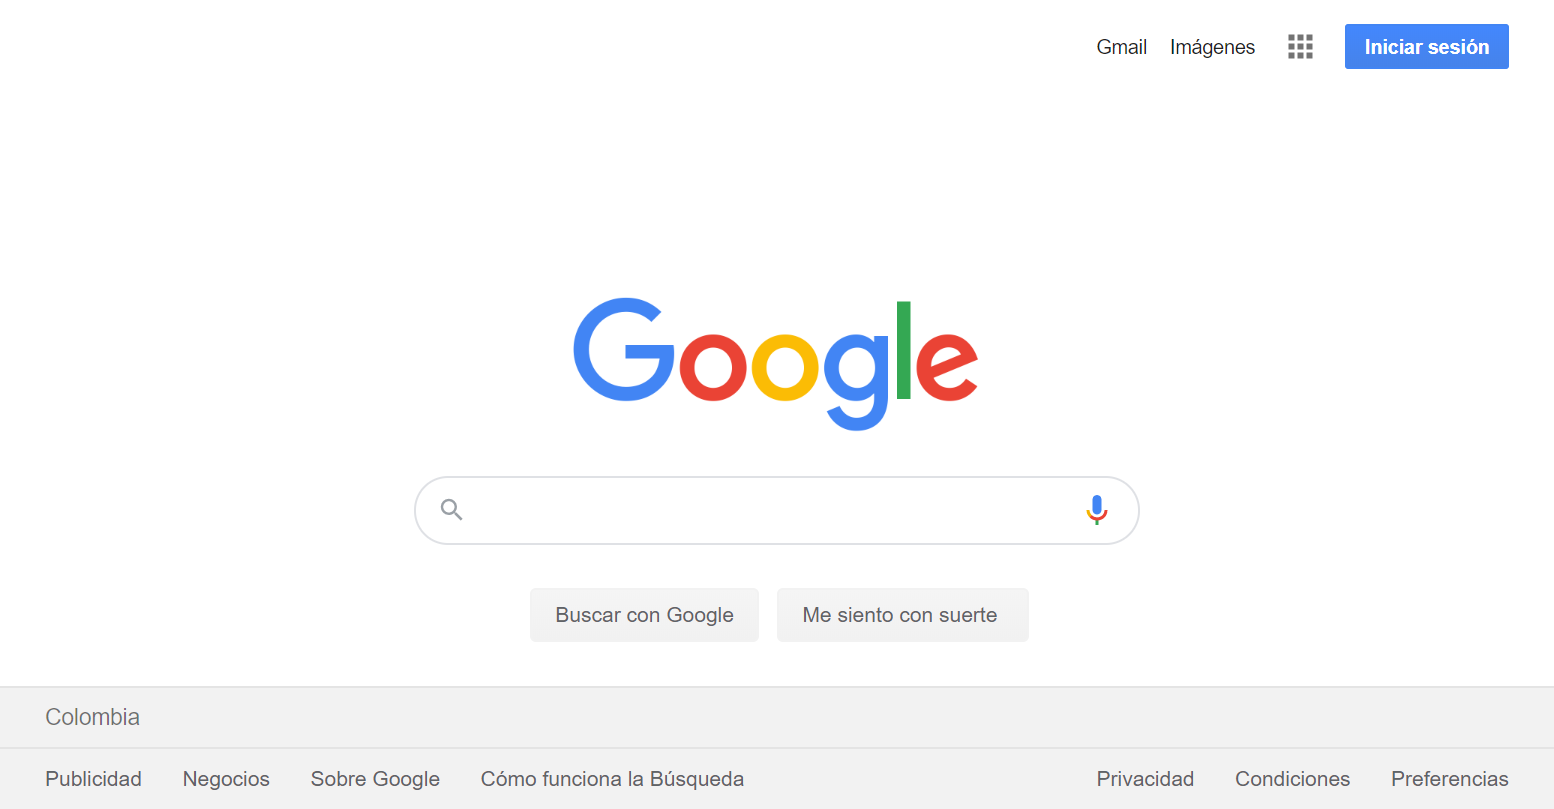 Gmail Imágenes Iniciar sesión
Google
Buscar con Google Me siento con suerte
Colombia
Publicidad Negocios Sobre Google Cómo funciona la Búsqueda Privacidad Condiciones Preferencias